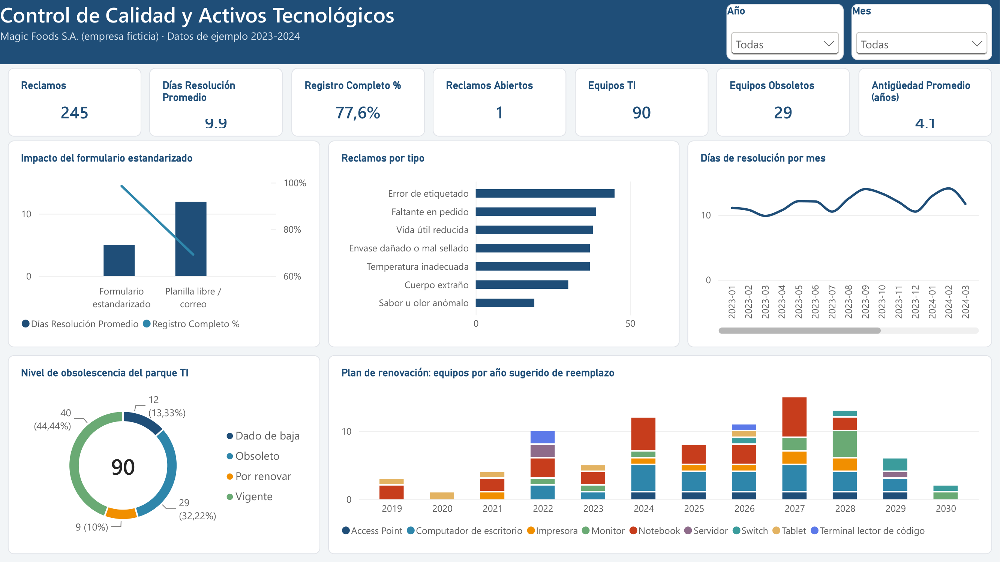 Control de Calidad y Activos Tecnológicos
Magic Foods S.A. (empresa ficticia) · Datos de ejemplo 2023-2024
Año
Todas
Mes
Todas
Reclamos
245
Días Resolución
Promedio
9,9
Registro Completo %
77,6%
Reclamos Abiertos
1
Equipos TI
90
Equipos Obsoletos
29
Antigüedad Promedio
(años)
4,1
Impacto del formulario estandarizado
100%
80%
60%
10
0
Formulario
estandarizado
Planilla libre /
correo
Días Resolución Promedio
Registro Completo %
Reclamos por tipo
Error de etiquetado
Faltante en pedido
Vida útil reducida
Envase dañado o mal sellado
Temperatura inadecuada
Cuerpo extraño
Sabor u olor anómalo
0
50
Días de resolución por mes
10
0
2023-01
2023-02
2023-03
2023-04
2023-05
2023-06
2023-07
2023-08
2023-09
2023-10
2023-11
2023-12
2024-01
2024-02
2024-03
Nivel de obsolescencia del parque TI
12
(13,33%)
40
(44,44%)
90
29
(32,22%)
9 (10%)
Dado de baja
Obsoleto
Por renovar
Vigente
Plan de renovación: equipos por año sugerido de reemplazo
10
0
2019
2020
2021
2022
2023
2024
2025
2026
2027
2028
2029
2030
Access Point
Computador de escritorio
Impresora
Monitor
Notebook
Servidor
Switch
Tablet
Terminal lector de código